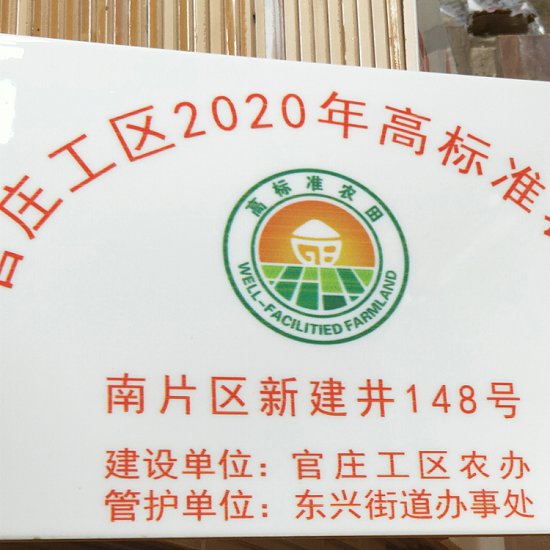 官庄工区2020年高标准
高标准农田
WELL-FACILITIED FARMLAND
南片区新建井148号
建设单位：官庄工区农办
管护单位：东兴街道办事处